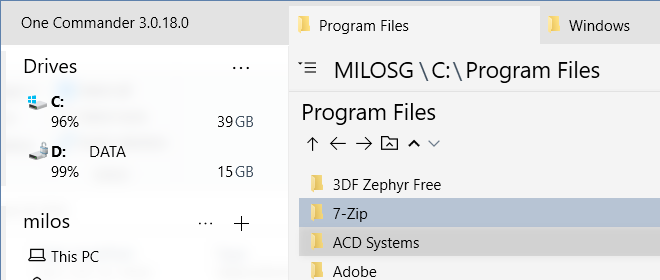 One Commander 3.0.18.0
Program Files
Windows
Drives
C:
96% 39 GB
D: DATA
99% 15 GB
milos
This PC
MILOSG \ C: \ Program Files
Program Files
3DF Zephyr Free
7-Zip
ACD Systems
Adobe